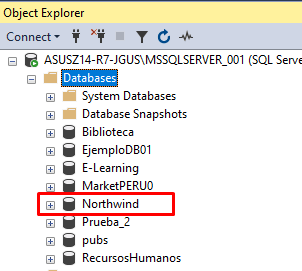 Object Explorer
Connect
ASUSZ14-R7-JGUS\MSSQLSERVER_001 (SQL Serve
Databases
System Databases
Database Snapshots
Biblioteca
EjemploDB01
E-Learning
MarketPERU0
Northwind
Prueba_2
pubs
RecursosHumanos